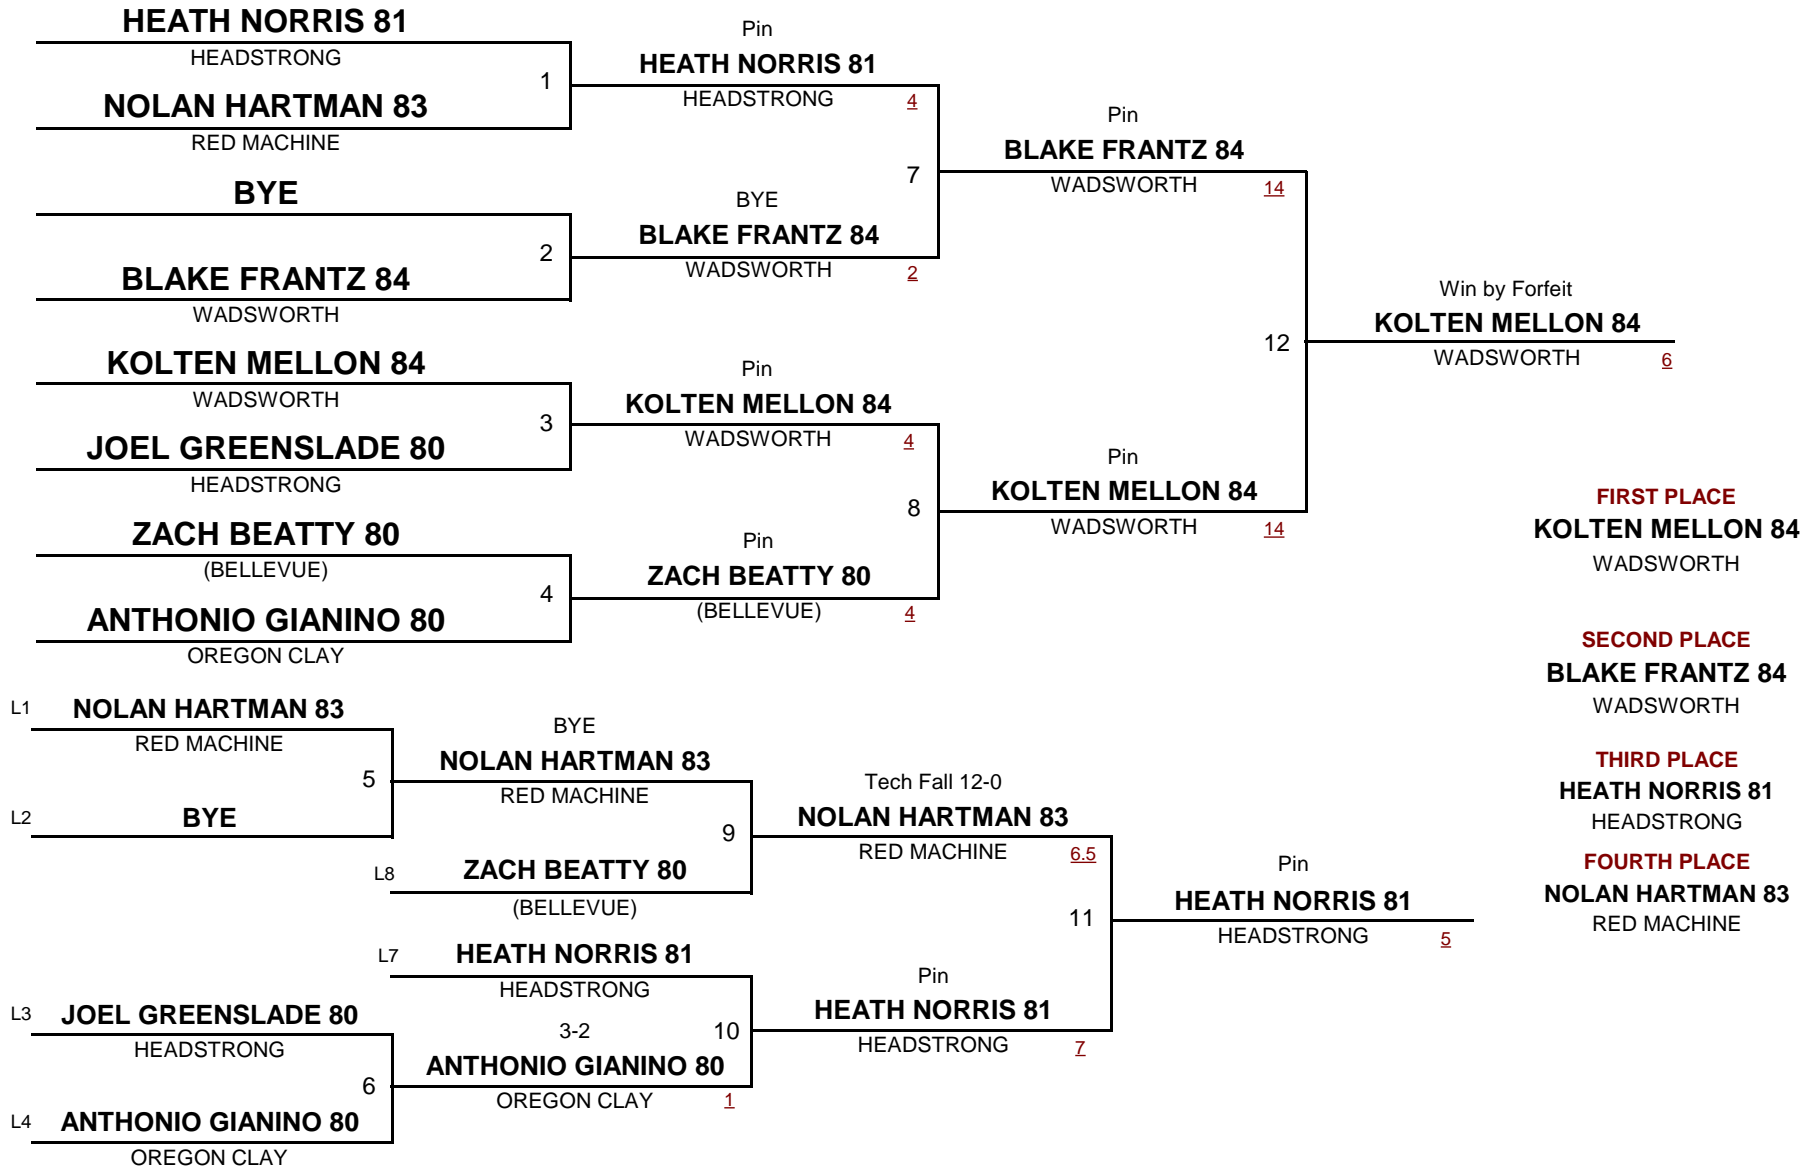 HEATH NORRIS 81
HEADSTRONG
1
NOLAN HARTMAN 83
RED MACHINE
BYE
2
BLAKE FRANTZ 84
WADSWORTH
KOLTEN MELLON 84
WADSWORTH
3
JOEL GREENSLADE 80
HEADSTRONG
ZACH BEATTY 80
(BELLEVUE)
4
ANTHONIO GIANINO 80
OREGON CLAY
Pin
HEATH NORRIS 81
HEADSTRONG 4
7
BYE
BLAKE FRANTZ 84
WADSWORTH 2
Pin
KOLTEN MELLON 84
WADSWORTH 4
8
Pin
ZACH BEATTY 80
(BELLEVUE) 4
Pin
BLAKE FRANTZ 84
WADSWORTH 14
12
Pin
KOLTEN MELLON 84
WADSWORTH 14
Win by Forfeit
KOLTEN MELLON 84
WADSWORTH 6
FIRST PLACE
KOLTEN MELLON 84
WADSWORTH
SECOND PLACE
BLAKE FRANTZ 84
WADSWORTH
THIRD PLACE
HEATH NORRIS 81
HEADSTRONG
FOURTH PLACE
NOLAN HARTMAN 83
RED MACHINE
L1 NOLAN HARTMAN 83
RED MACHINE
5
L2 BYE
BYE
NOLAN HARTMAN 83
RED MACHINE
9
L8 ZACH BEATTY 80
(BELLEVUE)
L7 HEATH NORRIS 81
HEADSTRONG
L3 JOEL GREENSLADE 80
HEADSTRONG
6
L4 ANTHONIO GIANINO 80
OREGON CLAY
3-2
10
ANTHONIO GIANINO 80
OREGON CLAY 1
Tech Fall 12-0
NOLAN HARTMAN 83
RED MACHINE 6.5
11
Pin
HEATH NORRIS 81
HEADSTRONG 7
Pin
HEATH NORRIS 81
HEADSTRONG 5